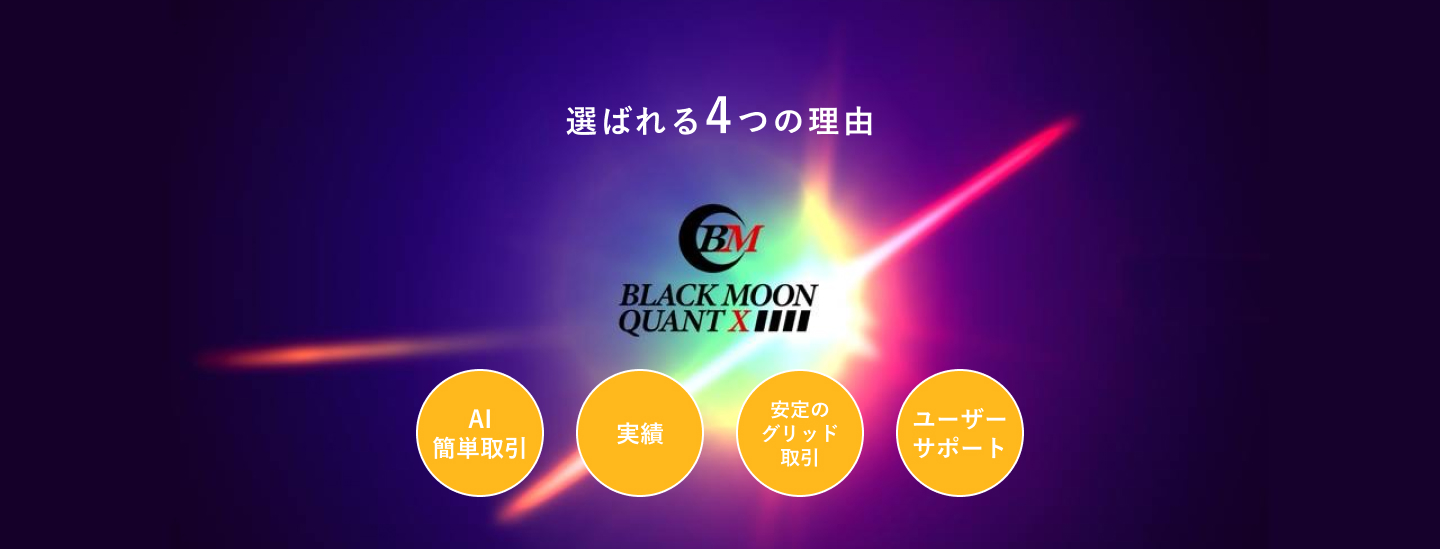 選ばれる4つの理由
BM
BLACK MOON
QUANT X
AI
簡単取引
実績
安定の
グリッド
取引
ユーザー
サポート